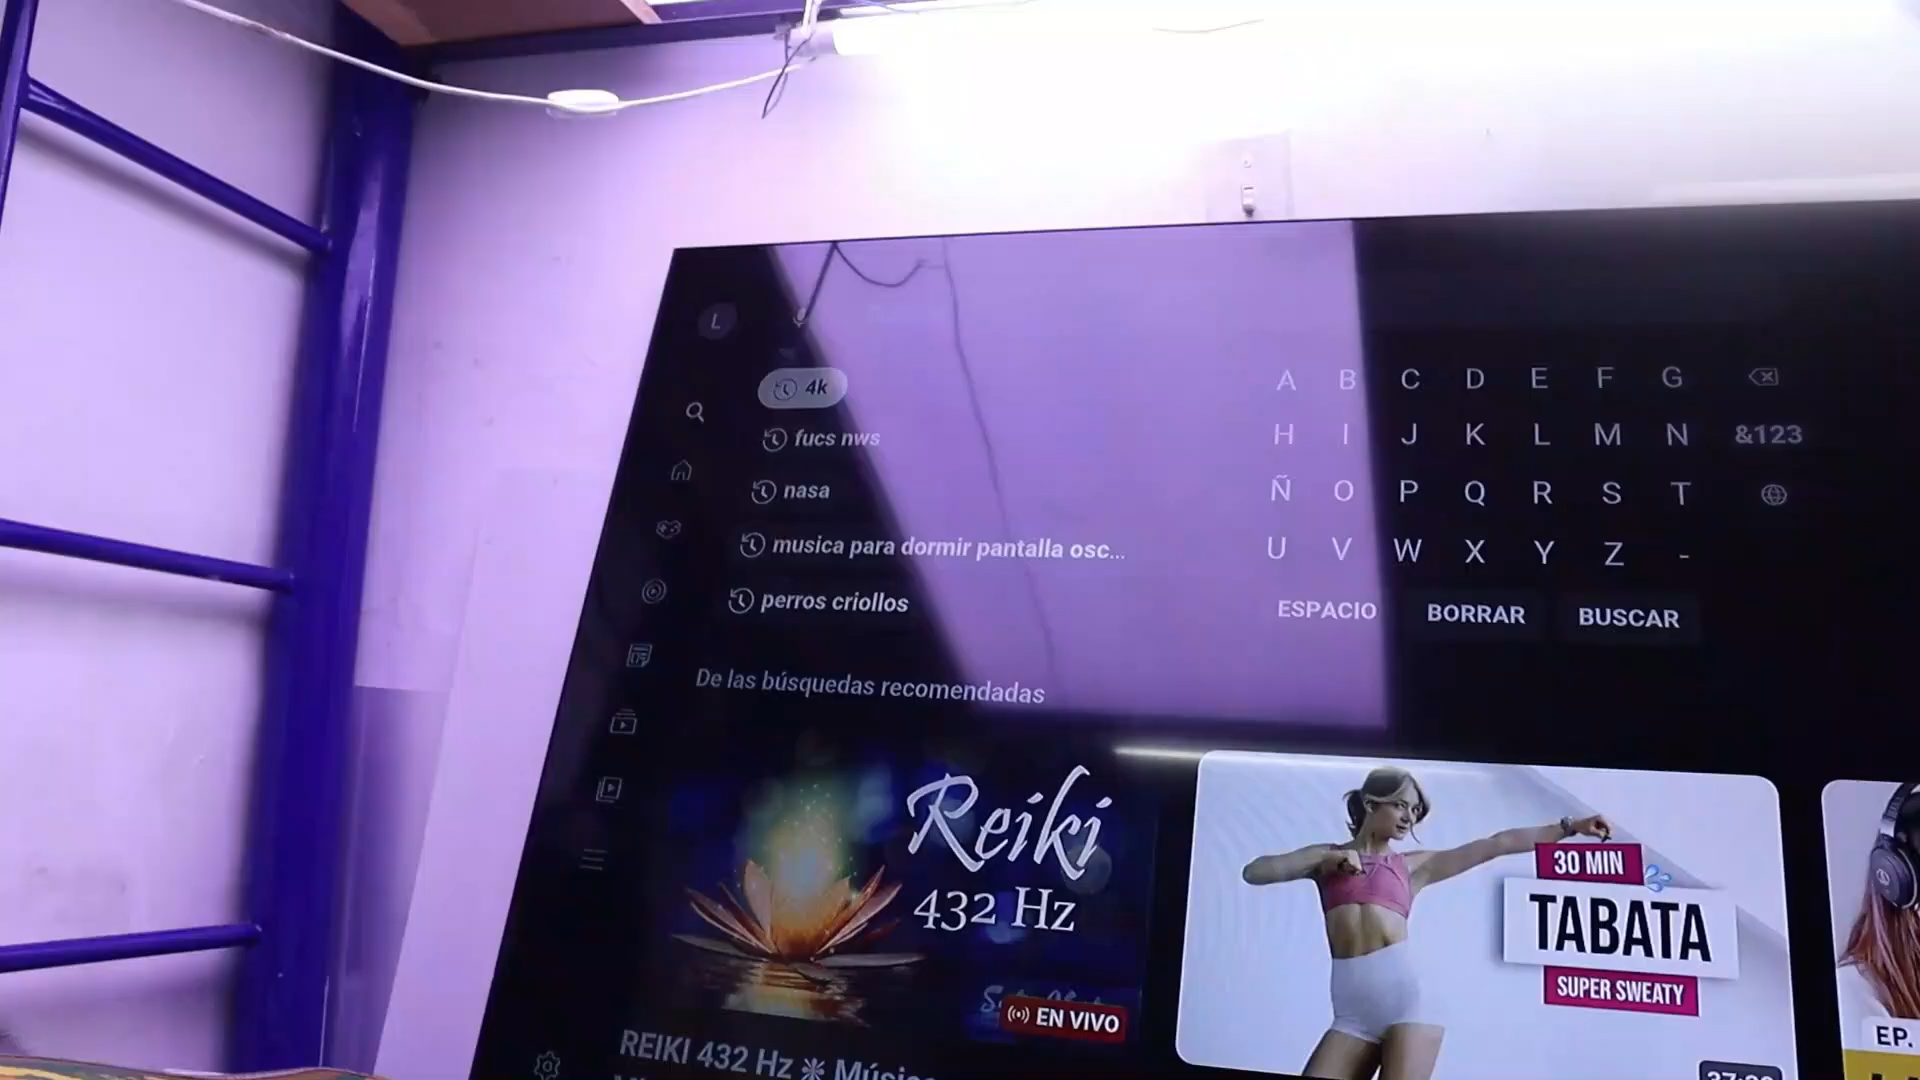 L
4k
fucs nws
nasa
musica para dormir pantalla osc...
perros criollos
A B C D E F G
H I J K L M N &123
Ñ O P Q R S T
U V W X Y Z -
ESPACIO BORRAR BUSCAR
De las búsquedas recomendadas
Reiki
432 Hz
EN VIVO
REIKI 432 Hz
30 MIN
TABATA
SUPER SWEATY
EP.